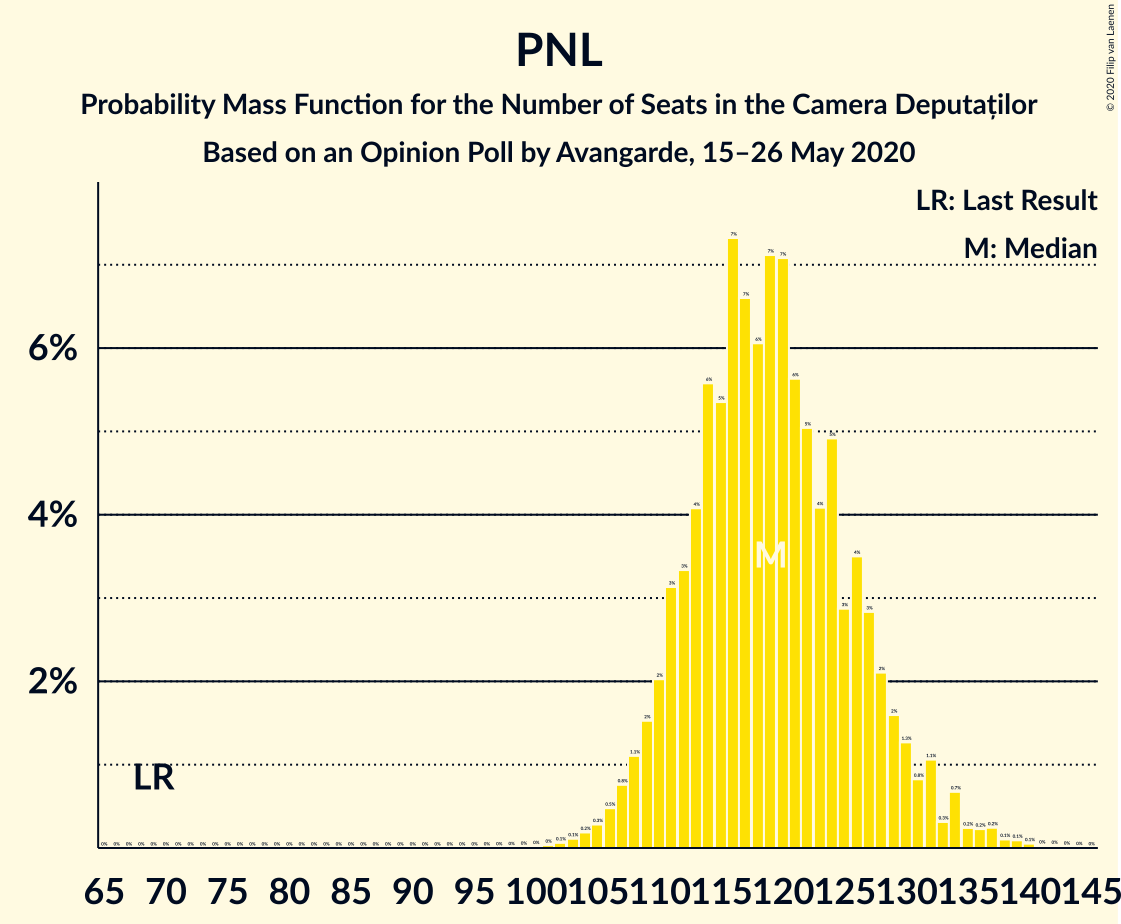 PNL
Probability Mass Function for the Number of Seats in the Camera Deputaților
Based on an Opinion Poll by Avangarde, 15–26 May 2020
© 2020 Filip van Laenen
LR: Last Result
M: Median
6%
4%
2%
LR
M
65 70 75 80 85 90 95 100 105 110 115 120 125 130 135 140 145